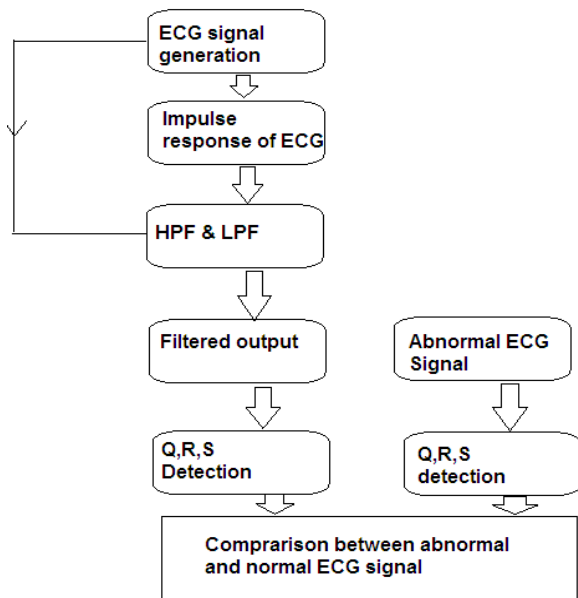 ECG signal
generation
Impulse
response of ECG
HPF & LPF
Filtered output
Abnormal ECG
Signal
Q,R,S
Detection
Q,R,S
detection
Comprarison between abnormal
and normal ECG signal